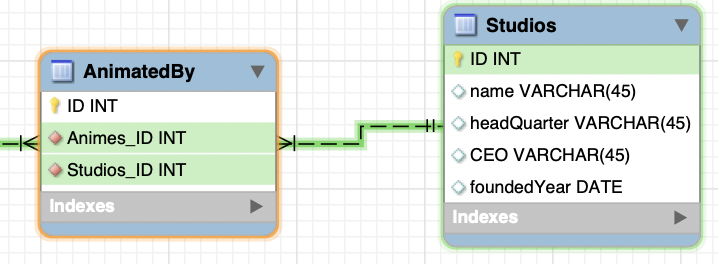 AnimatedBy
ID INT
Animes_ID INT
Studios_ID INT
Indexes
Studios
ID INT
name VARCHAR(45)
headQuarter VARCHAR(45)
CEO VARCHAR(45)
foundedYear DATE
Indexes